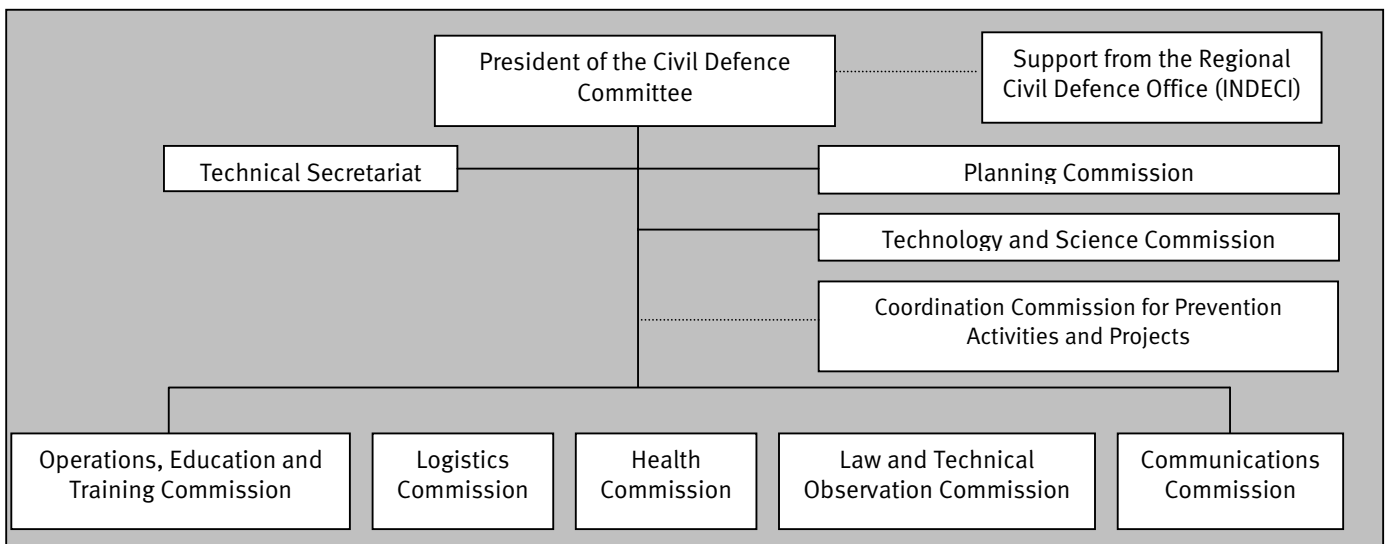 President of the Civil Defence
Committee
Support from the Regional
Civil Defence Office (INDECI)
Technical Secretariat
Planning Commission
Technology and Science Commission
Coordination Commission for Prevention
Activities and Projects
Operations, Education and
Training Commission
Logistics
Commission
Health
Commission
Law and Technical
Observation Commission
Communications
Commission